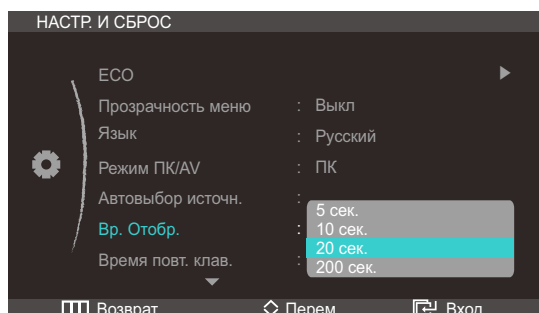 НАСТР. И СБРОС
ECO
Прозрачность меню : Выкл
Язык : Русский
Режим ПК/AV : ПК
Автовыбор источн. :
Вр. Отобр. :
5 сек.
10 сек.
20 сек.
200 сек.
Время повт. клав. :
Возврат Перем. Вход